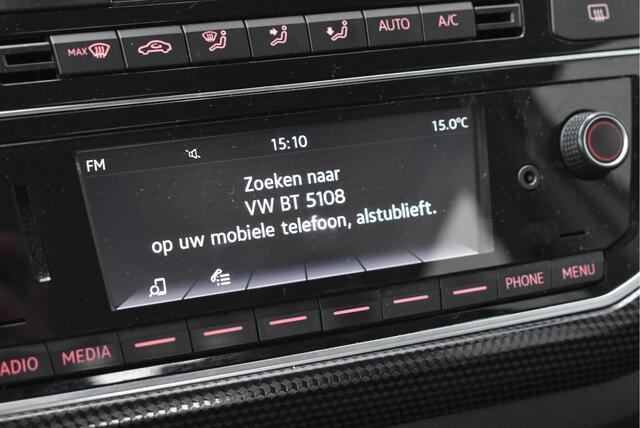 MAX
AUTO
A/C
FM
15:10
15.0°C
Zoeken naar
VW BT 5108
op uw mobiele telefoon, alstublieft.
RADIO
MEDIA
PHONE
MENU